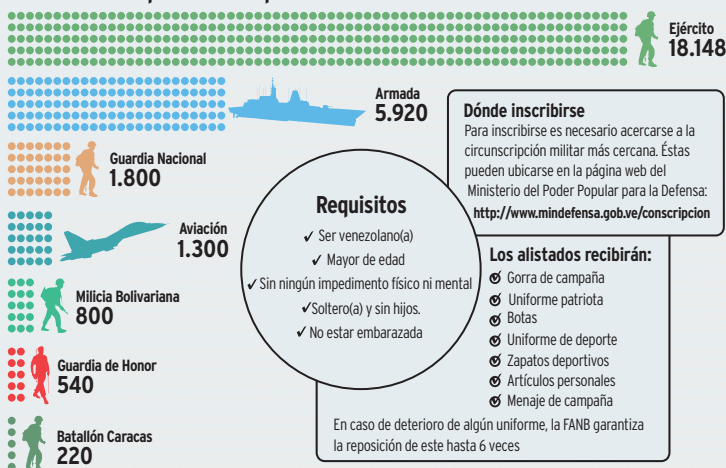 Ejército
18.148
Armada
5.920
Guardia Nacional
1.800
Aviación
1.300
Milicia Bolivariana
800
Guardia de Honor
540
Batallón Caracas
220
Requisitos
✓ Ser venezolano(a)
✓ Mayor de edad
✓ Sin ningún impedimento físico ni mental
✓Soltero(a) y sin hijos.
✓ No estar embarazada
Dónde inscribirse
Para inscribirse es necesario acercarse a la
circunscripción militar más cercana. Éstas
pueden ubicarse en la página web del
Ministerio del Poder Popular para la Defensa:
http://www.mindefensa.gob.ve/conscripcion
Los alistados recibirán:
Gorra de campaña
Uniforme patriota
Botas
Uniforme de deporte
Zapatos deportivos
Artículos personales
Menaje de campaña
En caso de deterioro de algún uniforme, la FANB garantiza
la reposición de este hasta 6 veces